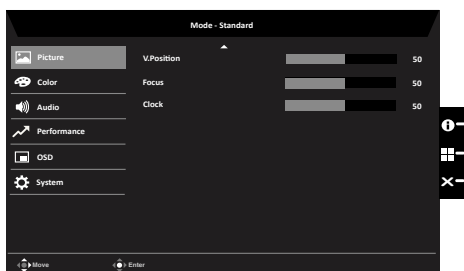 Mode - Standard
Picture
V.Position 50
Color
Focus 50
Audio
Clock 50
Performance
OSD
System
Move Enter